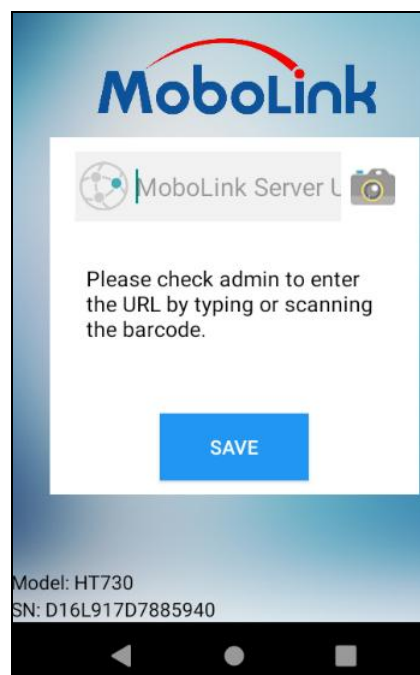 MoboLink
MoboLink Server U
Please check admin to enter
the URL by typing or scanning
the barcode.
SAVE
Model: HT730
SN: D16L917D7885940